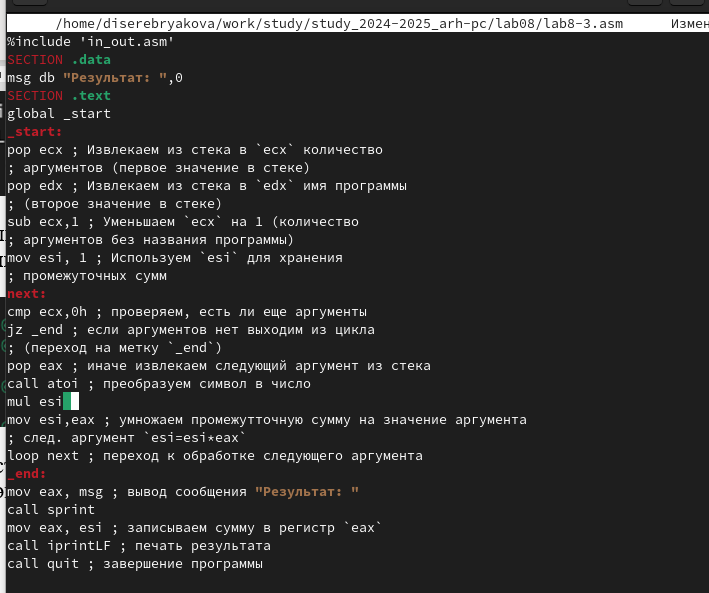 /home/diserebryakova/work/study/study_2024-2025_arh-pc/lab08/lab8-3.asm Измен
%include 'in_out.asm'
SECTION .data
msg db "Результат: ",0
SECTION .text
global _start
_start:
pop ecx ; Извлекаем из стека в `ecx` количество
; аргументов (первое значение в стеке)
pop edx ; Извлекаем из стека в `edx` имя программы
; (второе значение в стеке)
sub ecx,1 ; Уменьшаем `ecx` на 1 (количество
; аргументов без названия программы)
mov esi, 1 ; Используем `esi` для хранения
; промежуточных сумм
next:
cmp ecx,0h ; проверяем, есть ли еще аргументы
jz _end ; если аргументов нет выходим из цикла
; (переход на метку `_end`)
pop eax ; иначе извлекаем следующий аргумент из стека
call atoi ; преобразуем символ в число
mul esi
mov esi,eax ; умножаем промежутточную сумму на значение аргумента
; след. аргумент `esi=esi*eax`
loop next ; переход к обработке следующего аргумента
_end:
mov eax, msg ; вывод сообщения "Результат: "
call sprint
mov eax, esi ; записываем сумму в регистр `eax`
call iprintLF ; печать результата
call quit ; завершение программы